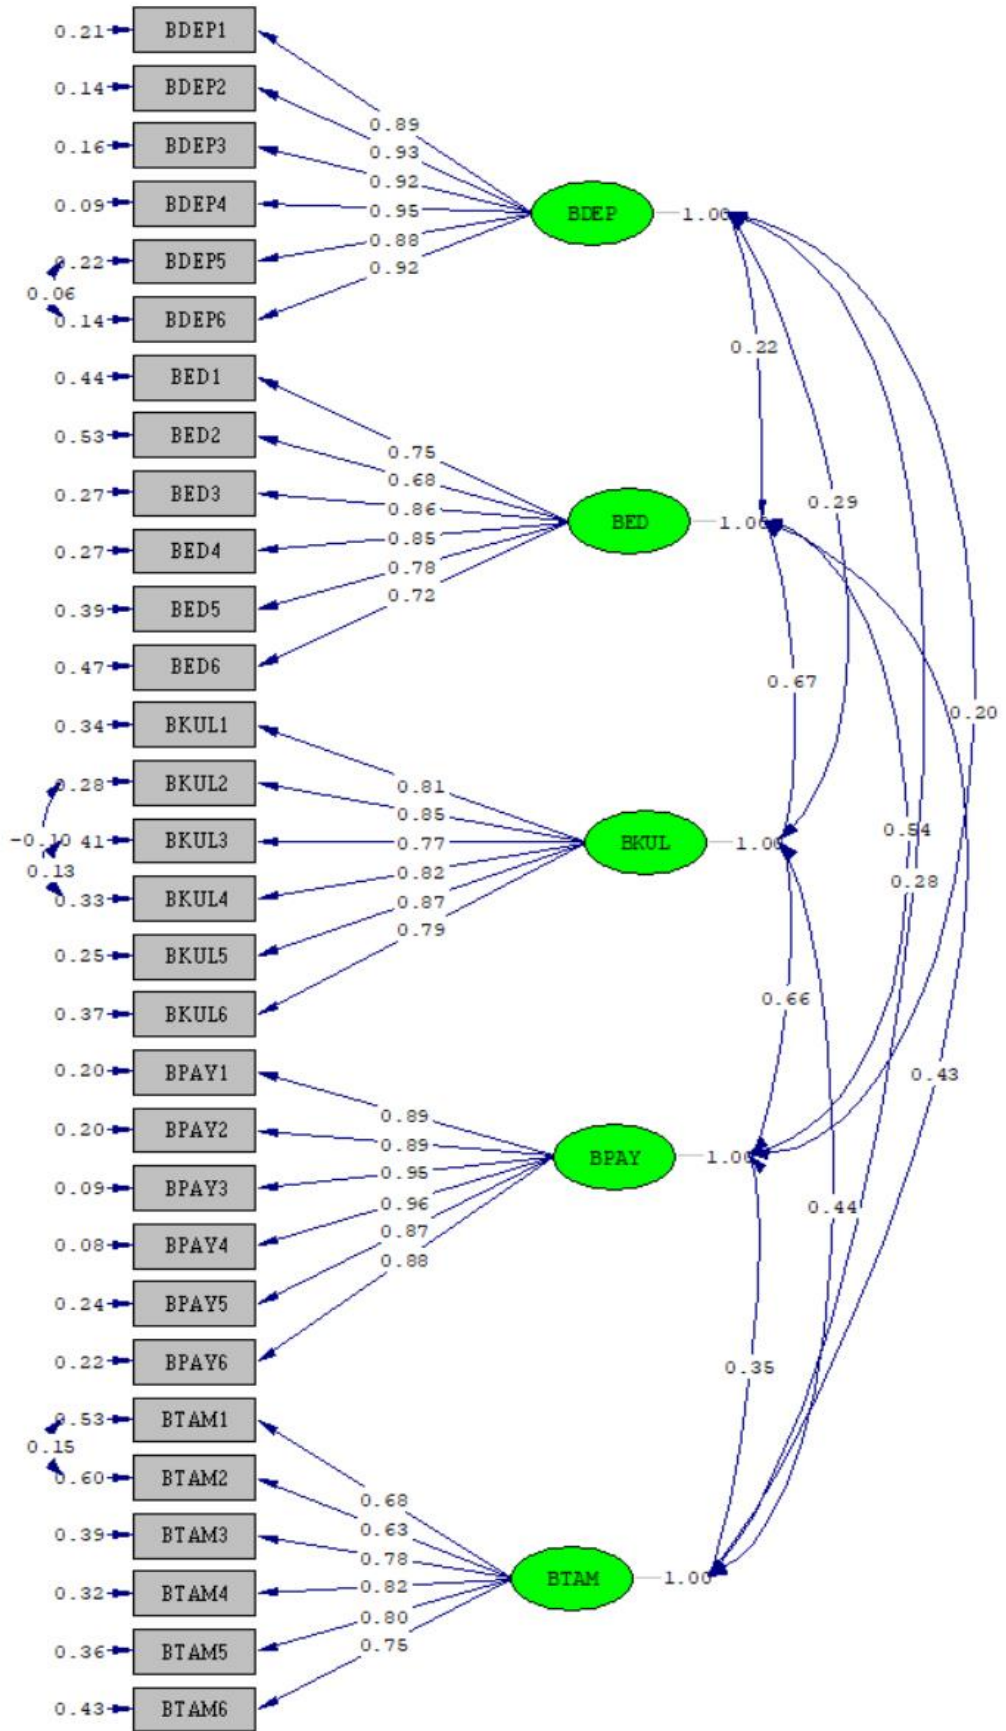 0.21 BDEP1
0.14 BDEP2
0.16 BDEP3
0.09 BDEP4
0.22 BDEP5
0.06
0.14 BDEP6
0.89
0.93
0.92
0.95
0.88
0.92
BDEP 1.00
0.44 BED1
0.53 BED2
0.27 BED3
0.27 BED4
0.39 BED5
0.47 BED6
0.75
0.68
0.86
0.85
0.78
0.72
BED 1.00
0.34 BKUL1
0.28 BKUL2
-0.10 41 BKUL3
0.13
0.33 BKUL4
0.25 BKUL5
0.37 BKUL6
0.81
0.85
0.77
0.82
0.87
0.79
BKUL 1.00
0.20 BPAY1
0.20 BPAY2
0.09 BPAY3
0.08 BPAY4
0.24 BPAY5
0.22 BPAY6
0.89
0.89
0.95
0.96
0.87
0.88
BPAY 1.00
0.53 BTAM1
0.15
0.60 BTAM2
0.39 BTAM3
0.32 BTAM4
0.36 BTAM5
0.43 BTAM6
0.68
0.63
0.78
0.82
0.80
0.75
BTAM 1.00
0.22
0.29
0.67
0.20
0.54
0.28
0.66
0.43
0.44
0.35